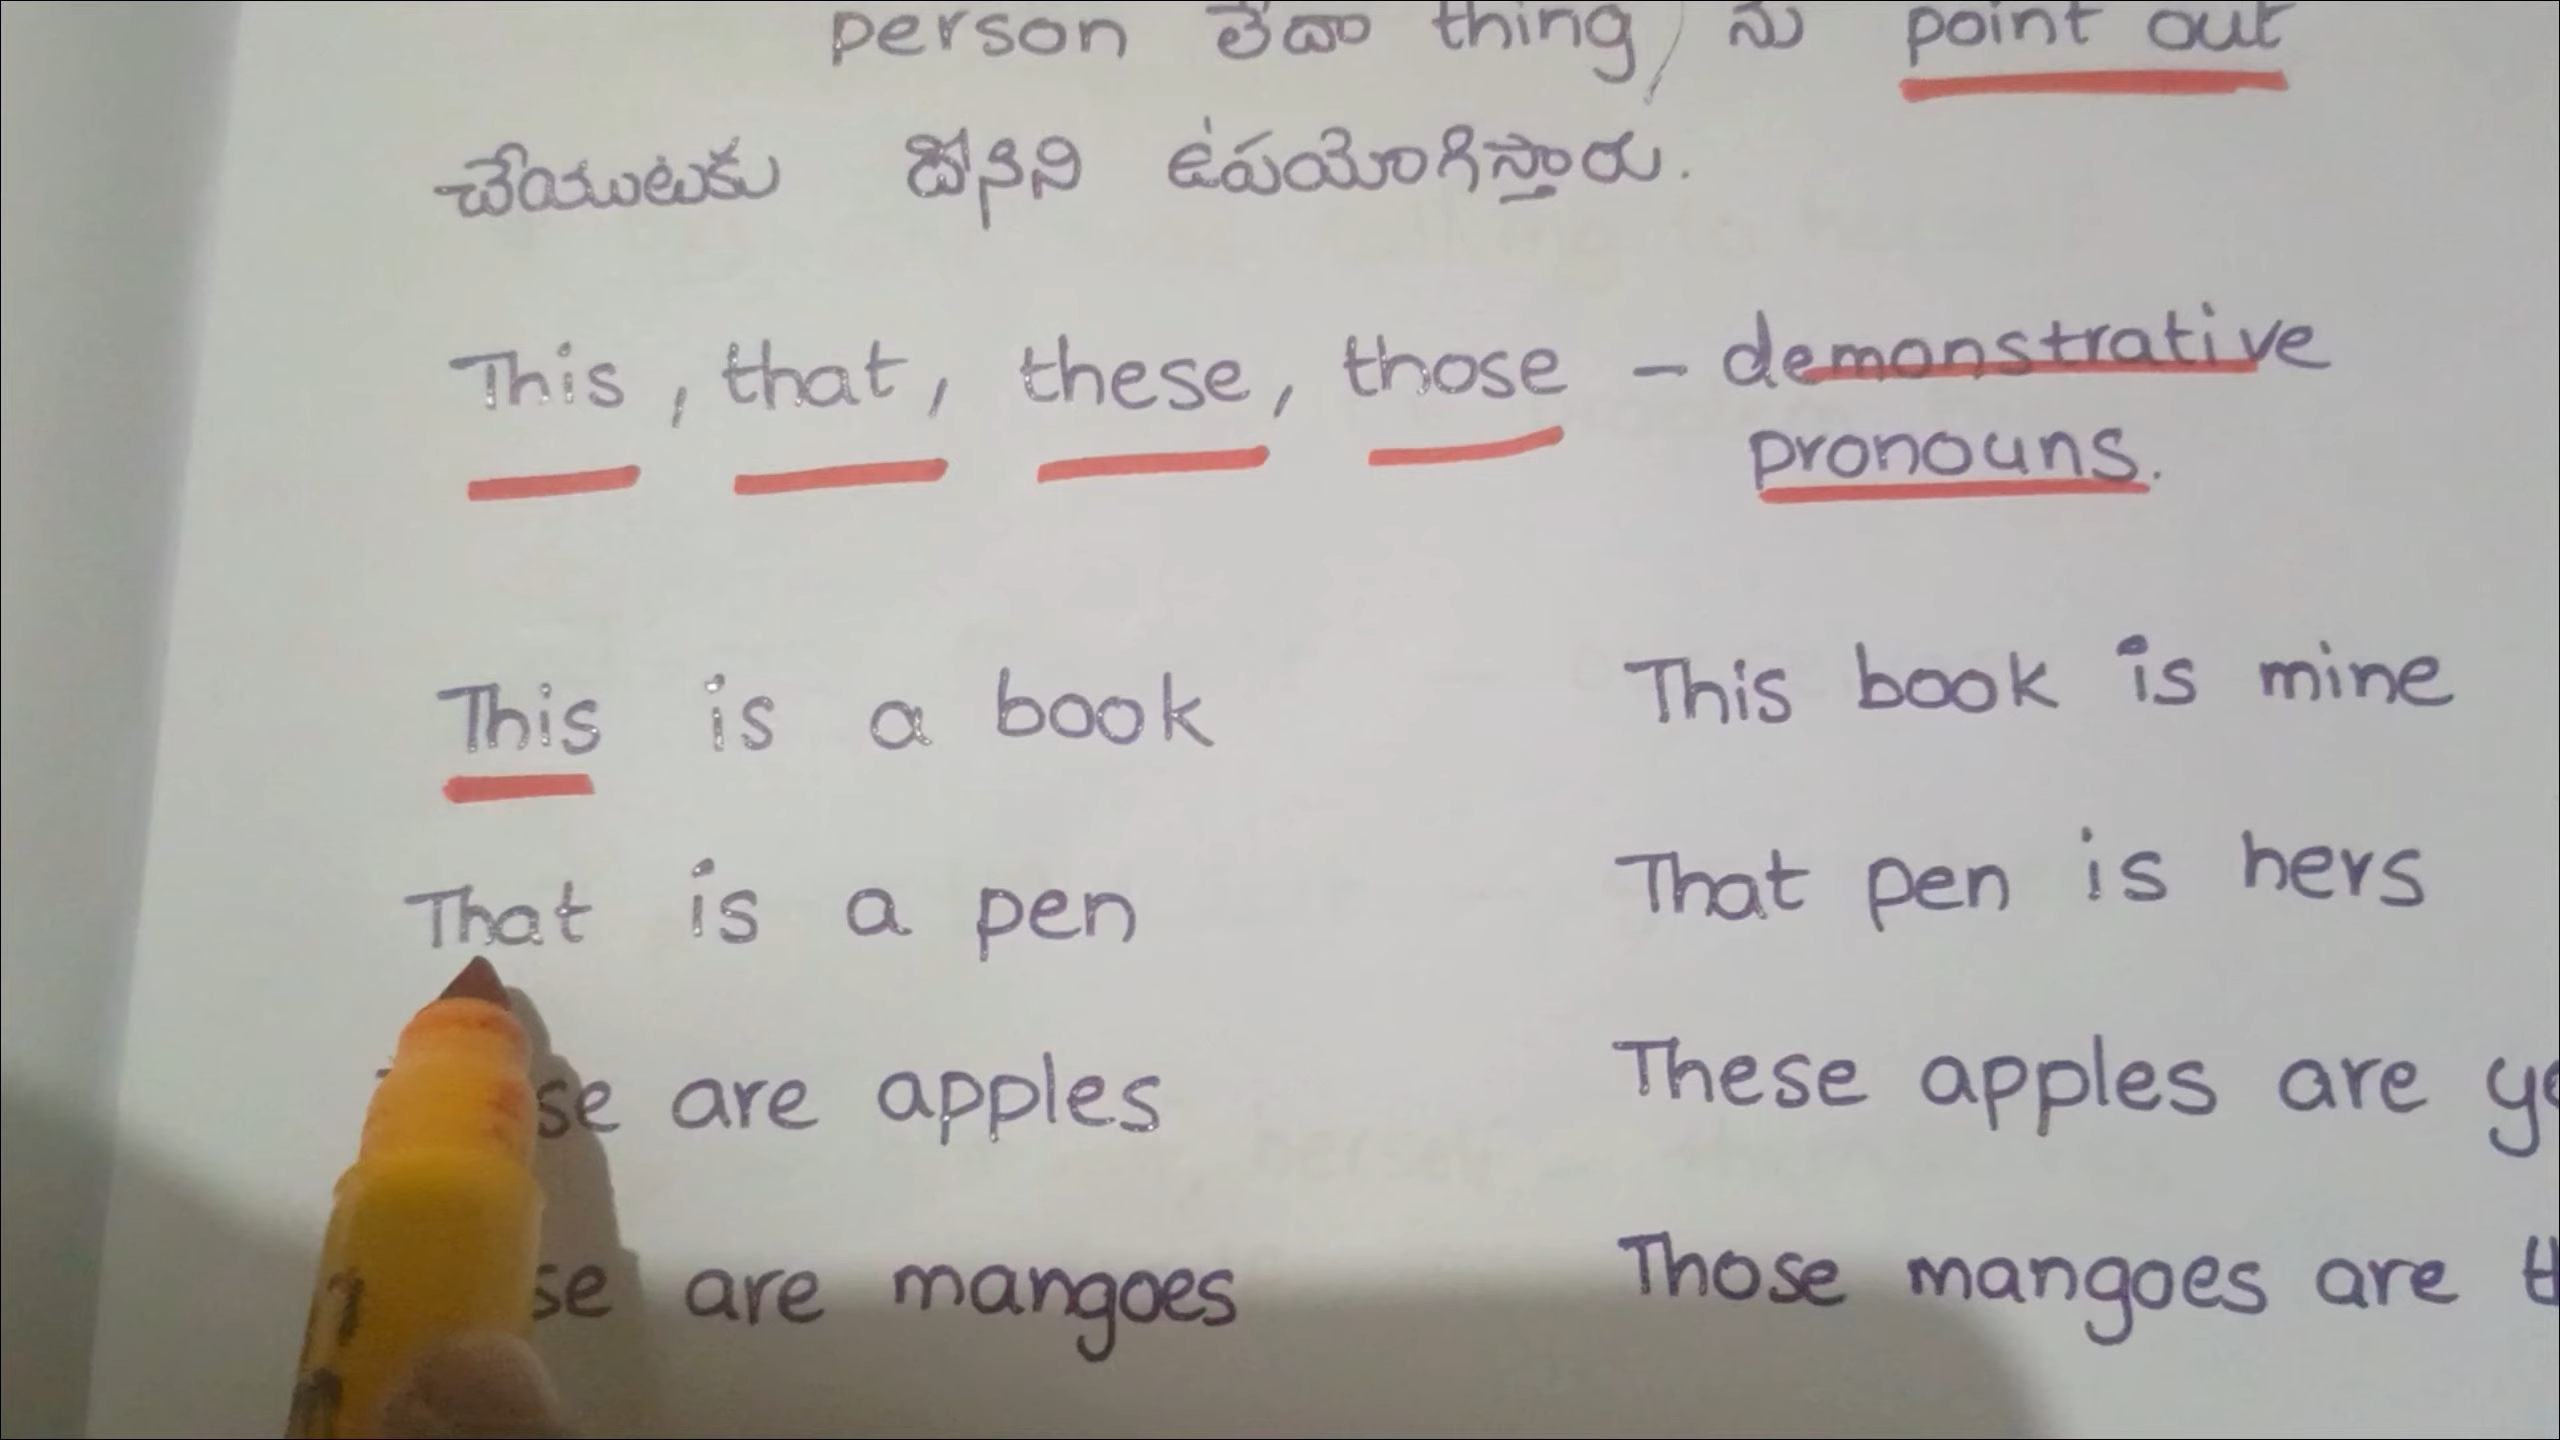 person లేదా thing ను point out
చేయుటకు దీనిని ఉపయోగిస్తారు.
This, that, these, those - demonstrative
pronouns.
This is a book
This book is mine
That is a pen
That pen is hers
are apples
These apples are
are mangoes
Those mangoes are